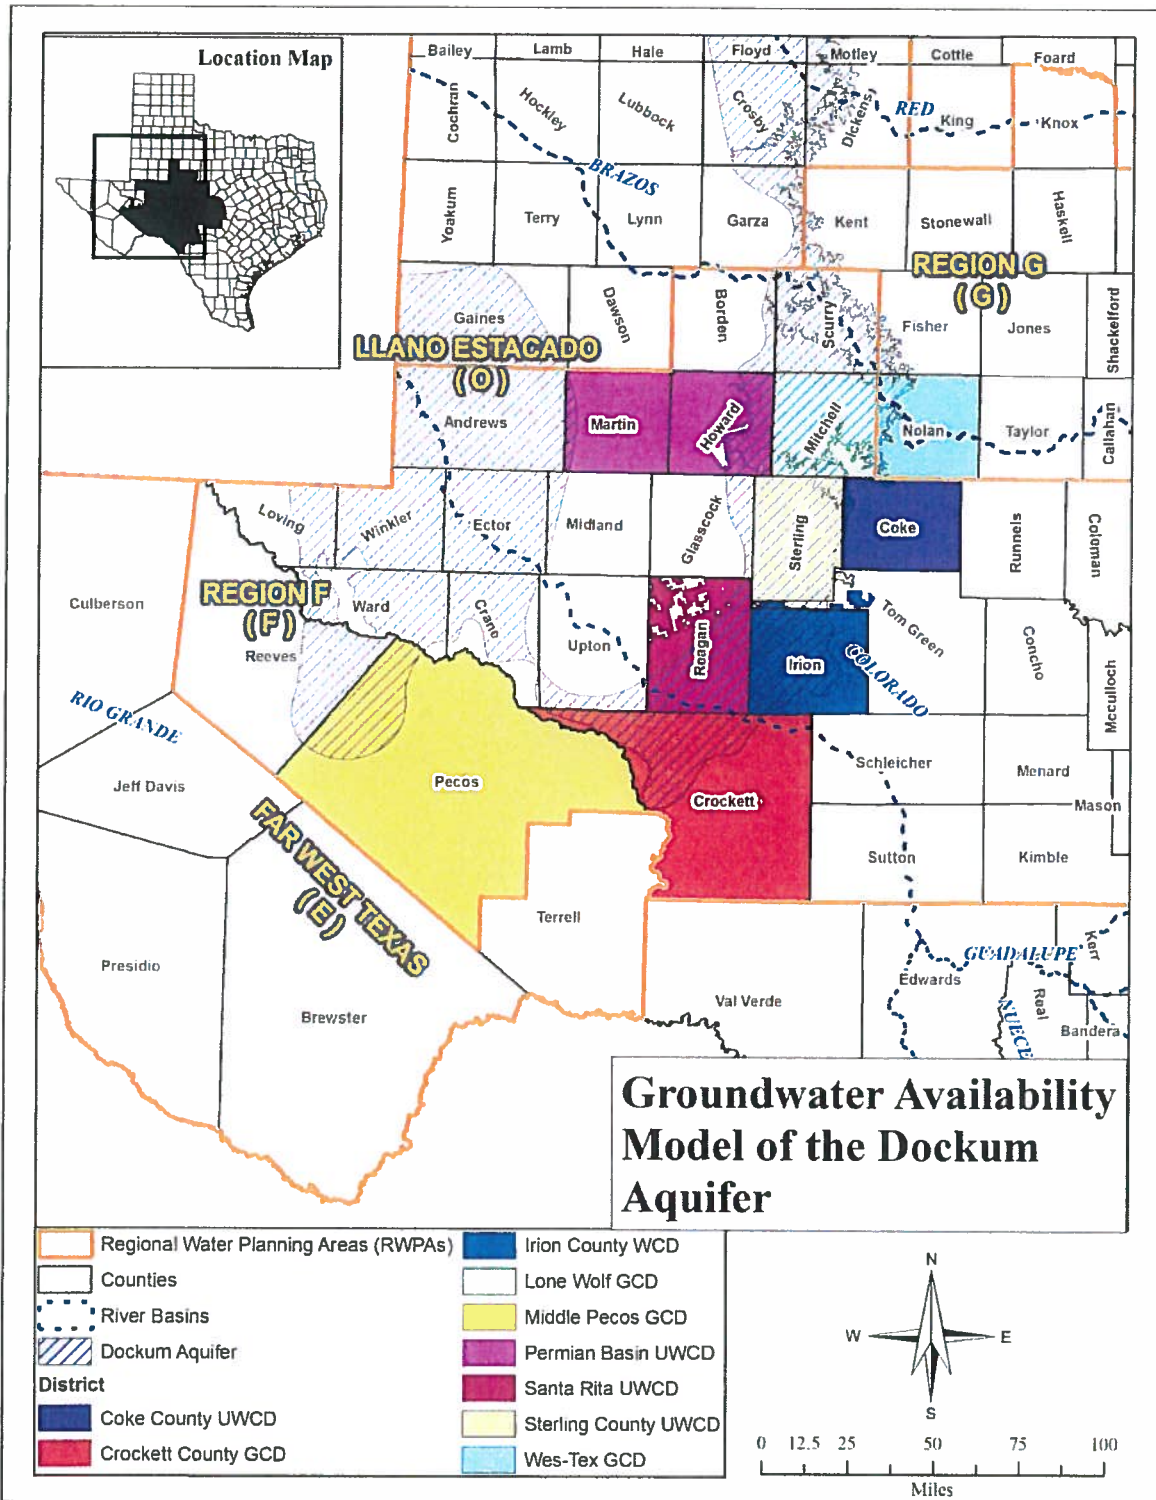 Location Map
Bailey
Lamb
Hale
Floyd
Motley
Cottle
Foard
Cochran
Hockley
Lubbock
Crosby
Dickens
RED
King
Knox
BRAZOS
Yoakum
Terry
Lynn
Garza
Kent
Stonewall
Haskell
REGION G
(G)
Gaines
Dawson
Borden
Scurry
Fisher
Jones
Shackelford
LLANO ESTACADO
(O)
Andrews
Martin
Howard
Mitchell
Nolan
Taylor
Callahan
Loving
Winkler
Ector
Midland
Glasscock
Sterling
Coke
Runnels
Coleman
Culberson
REGION F
(F)
Reeves
Ward
Crane
Upton
Reagan
Irion
Tom Green
COLORADO
Concho
Mcculloch
RIO GRANDE
Jeff Davis
Pecos
Crockett
Schleicher
Menard
Mason
FAR WEST TEXAS
(E)
Sutton
Kimble
Terrell
Presidio
Brewster
Val Verde
Edwards
GUADALUPE
Kerr
NUECE
Real
Bandera
Groundwater Availability
Model of the Dockum
Aquifer
Regional Water Planning Areas (RWPAs)
Counties
River Basins
Dockum Aquifer
District
Coke County UWCD
Crockett County GCD
Irion County WCD
Lone Wolf GCD
Middle Pecos GCD
Permian Basin UWCD
Santa Rita UWCD
Sterling County UWCD
Wes-Tex GCD
N
W
E
S
0 12.5 25 50 75 100
Miles